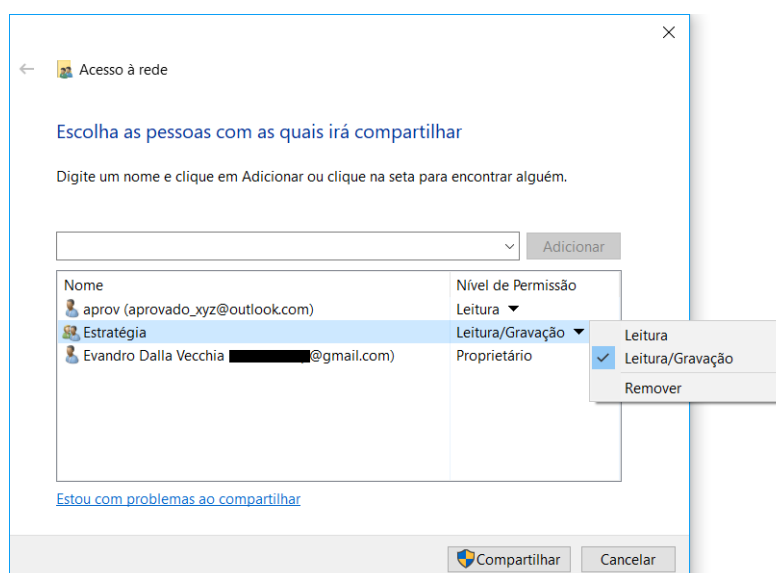 Acesso à rede
Escolha as pessoas com as quais irá compartilhar
Digite um nome e clique em Adicionar ou clique na seta para encontrar alguém.
Adicionar
Nome Nível de Permissão
aprov (aprovado_xyz@outlook.com) Leitura
Estratégia Leitura/Gravação
Leitura
Evandro Dalla Vecchia @gmail.com) Proprietário
Leitura/Gravação
Remover
Estou com problemas ao compartilhar
Compartilhar Cancelar